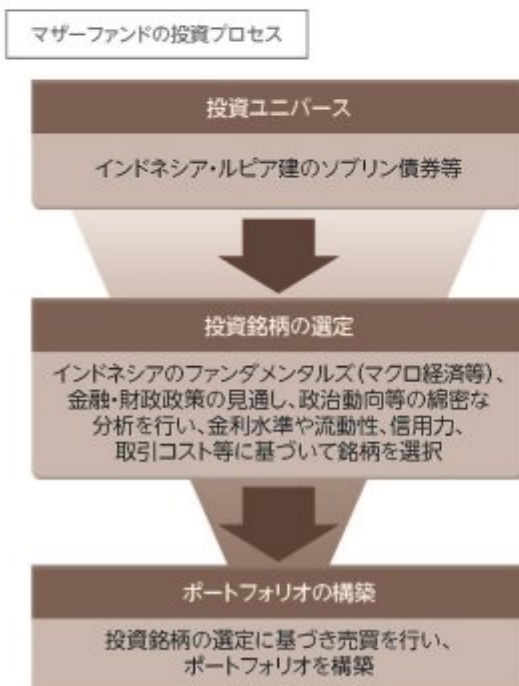 マザーファンドの投資プロセス
投資ユニバース
インドネシア・ルピア建のソブリン債券等
投資銘柄の選定
インドネシアのファンダメンタルズ(マクロ経済等)、
金融・財政政策の見通し、政治動向等の綿密な
分析を行い、金利水準や流動性、信用力、
取引コスト等に基づいて銘柄を選択
ポートフォリオの構築
投資銘柄の選定に基づき売買を行い、
ポートフォリオを構築